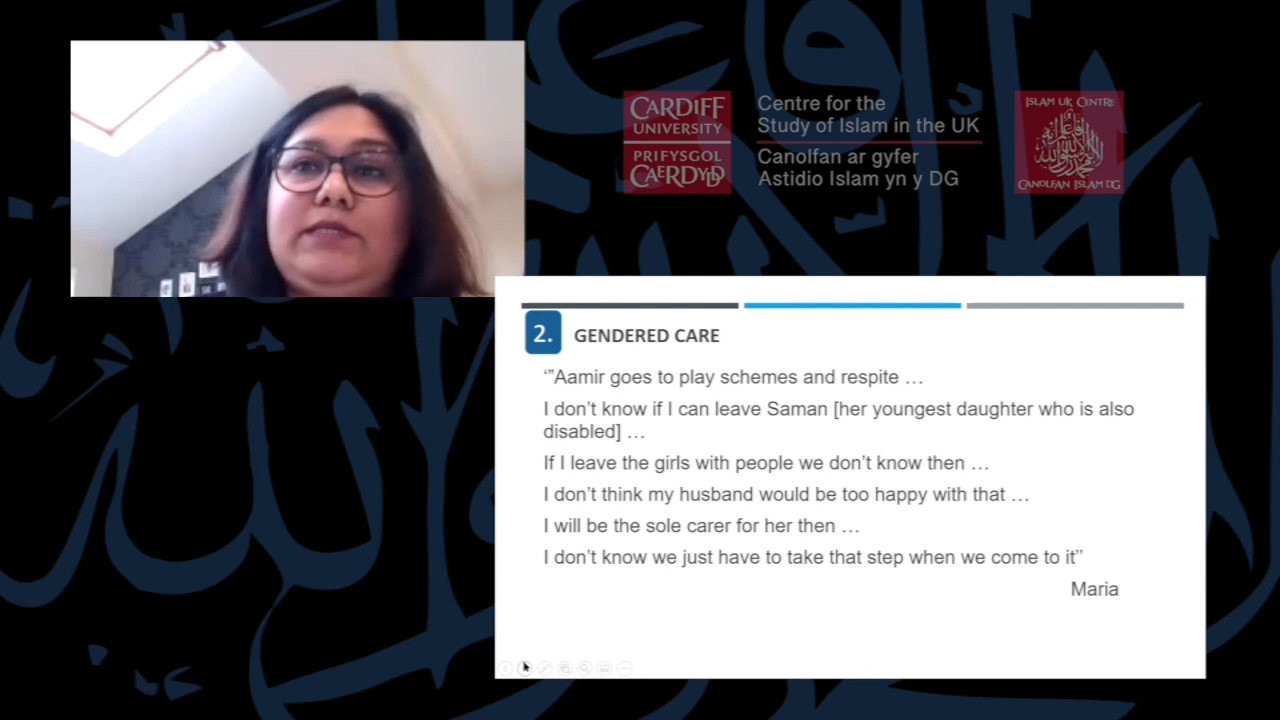 CARDIFF
UNIVERSITY
PRIFYSGOL
CAERDYDD
Centre for the
Study of Islam in the UK
Canolfan ar gyfer
Astidio Islam yn y DG
ISLAM UK CENTRE
CANOLFAN ISLAM DG
2. GENDERED CARE
‘”Aamir goes to play schemes and respite …
I don’t know if I can leave Saman [her youngest daughter who is also
disabled] …
If I leave the girls with people we don’t know then …
I don’t think my husband would be too happy with that …
I will be the sole carer for her then …
I don’t know we just have to take that step when we come to it’’
Maria